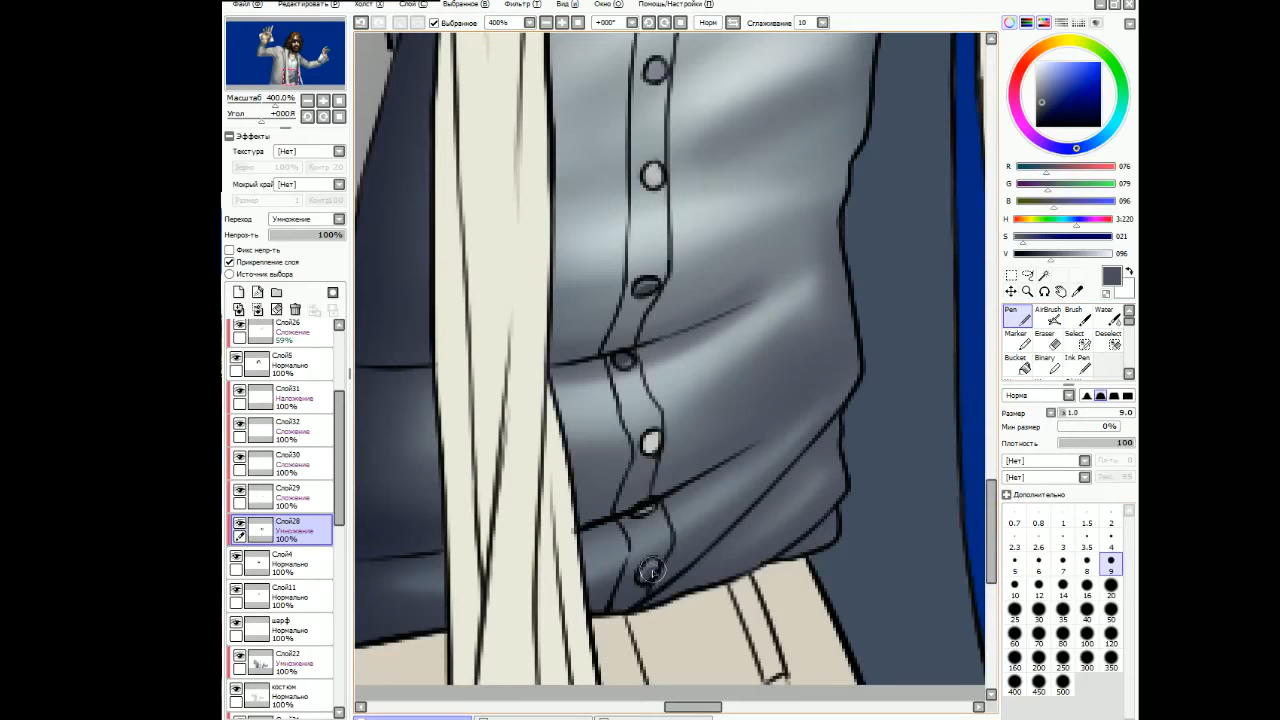 Файл (Ф) Редактировать (Р) Холст (X) Слой (С) Выбранное (В) Фильтр (Т) Вид (и) Окно (О) Помощь/Настройки (П)
Выбранное 400% +000° Норм Сглаживание 10
Масштаб 400.0%
Угол +000Я
Эффекты
Текстура [Нет]
100%
Мокрый край [Нет]
Размер 1
Переход Умножение
Непроз-ть 100%
Фикс непр-ть
Прикрепление слоя
Источник выбора
Слой26
Сложение
59%
Слой5
Нормально
100%
Слой31
Наложение
100%
Слой32
Сложение
100%
Слой30
Сложение
100%
Слой29
Сложение
100%
Слой28
Умножение
100%
Слой4
Нормально
100%
Слой11
Нормально
100%
шарф
Нормально
100%
Слой22
Умножение
100%
костюм
Нормально
100%
R 076
G 079
B 096
H 3:220
S 021
V 096
Pen AirBrush Brush Water
Marker Eraser Select Deselect
Bucket Binary Ink Pen
Норма
Размер x 1.0 9.0
Мин размер 0%
Плотность 100
[Нет]
[Нет]
Дополнительно
0.7 0.8 1 1.5 2
2.3 2.6 3 3.5 4
5 6 7 8 9
10 12 14 16 20
25 30 35 40 50
60 70 80 100 120
160 200 250 300 350
400 450 500